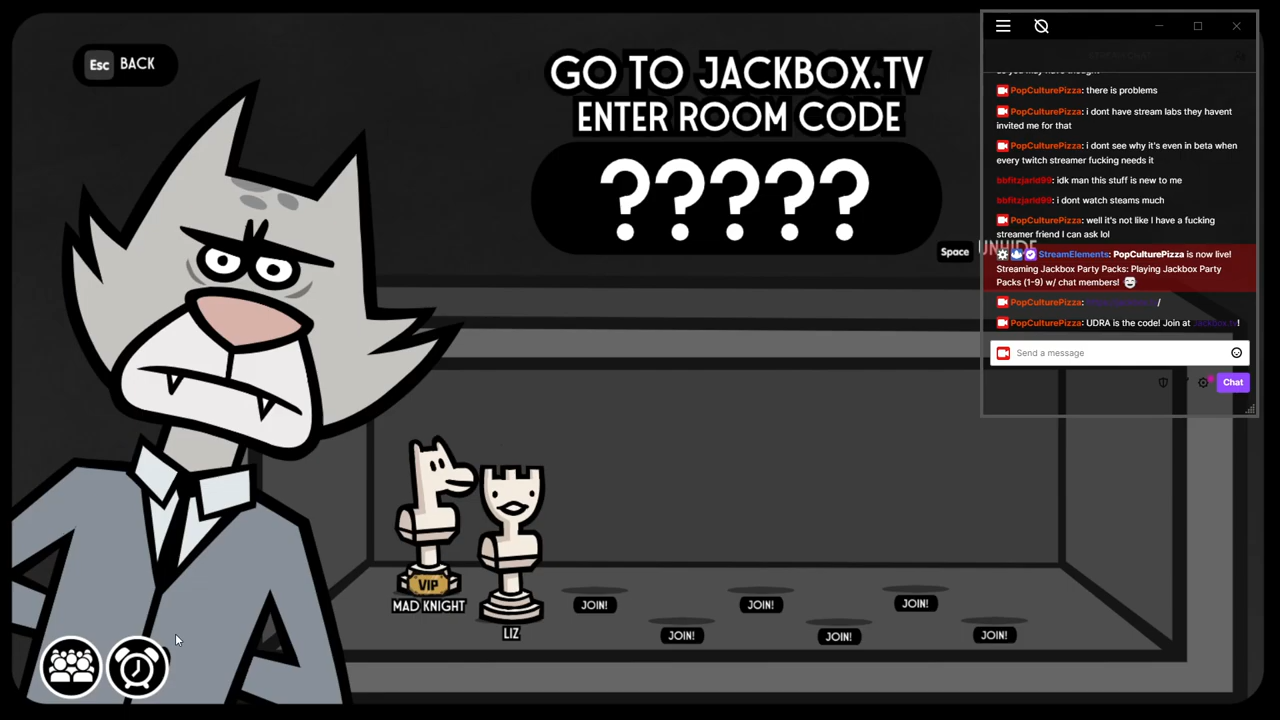 Esc BACK
GO TO JACKBOX.TV
ENTER ROOM CODE
?????
Space UNHIDE
PopCulturePizza: there is problems
PopCulturePizza: i dont have stream labs they havent
invited me for that
PopCulturePizza: i dont see why it's even in beta when
every twitch streamer fucking needs it
bbfitzjarid99: idk man this stuff is new to me
bbfitzjarid99: i dont watch steams much
PopCulturePizza: well it's not like I have a fucking
streamer friend I can ask lol
StreamElements: PopCulturePizza is now live!
Streaming Jackbox Party Packs: Playing Jackbox Party
Packs (1-9) w/ chat members!
PopCulturePizza: /
PopCulturePizza: UDRA is the code! Join at Jackbox.tv!
Send a message
Chat
VIP
MAD KNIGHT
LIZ
JOIN!
JOIN!
JOIN!
JOIN!
JOIN!
JOIN!